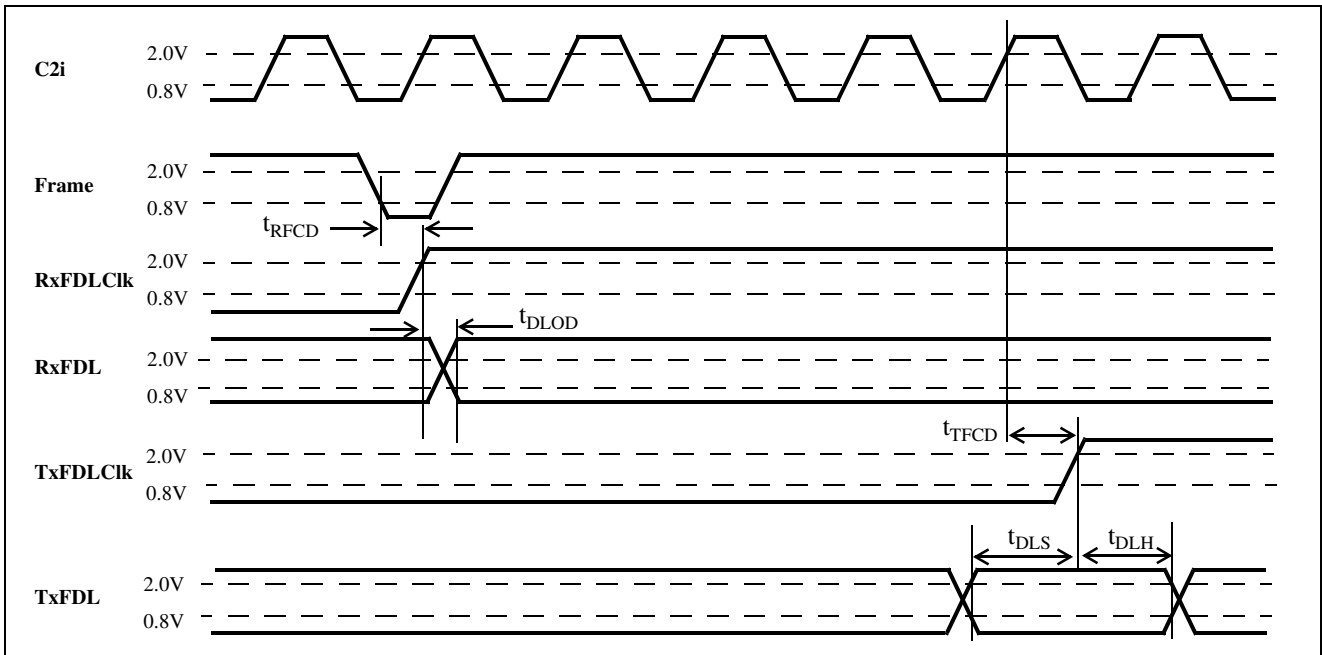 2.0V
C2i
0.8V
2.0V
Frame
0.8V
tRFCD
2.0V
RxFDLClk
0.8V
tDLOD
2.0V
RxFDL
0.8V
tTFCD
2.0V
TxFDLClk
0.8V
tDLS tDLH
2.0V
TxFDL
0.8V